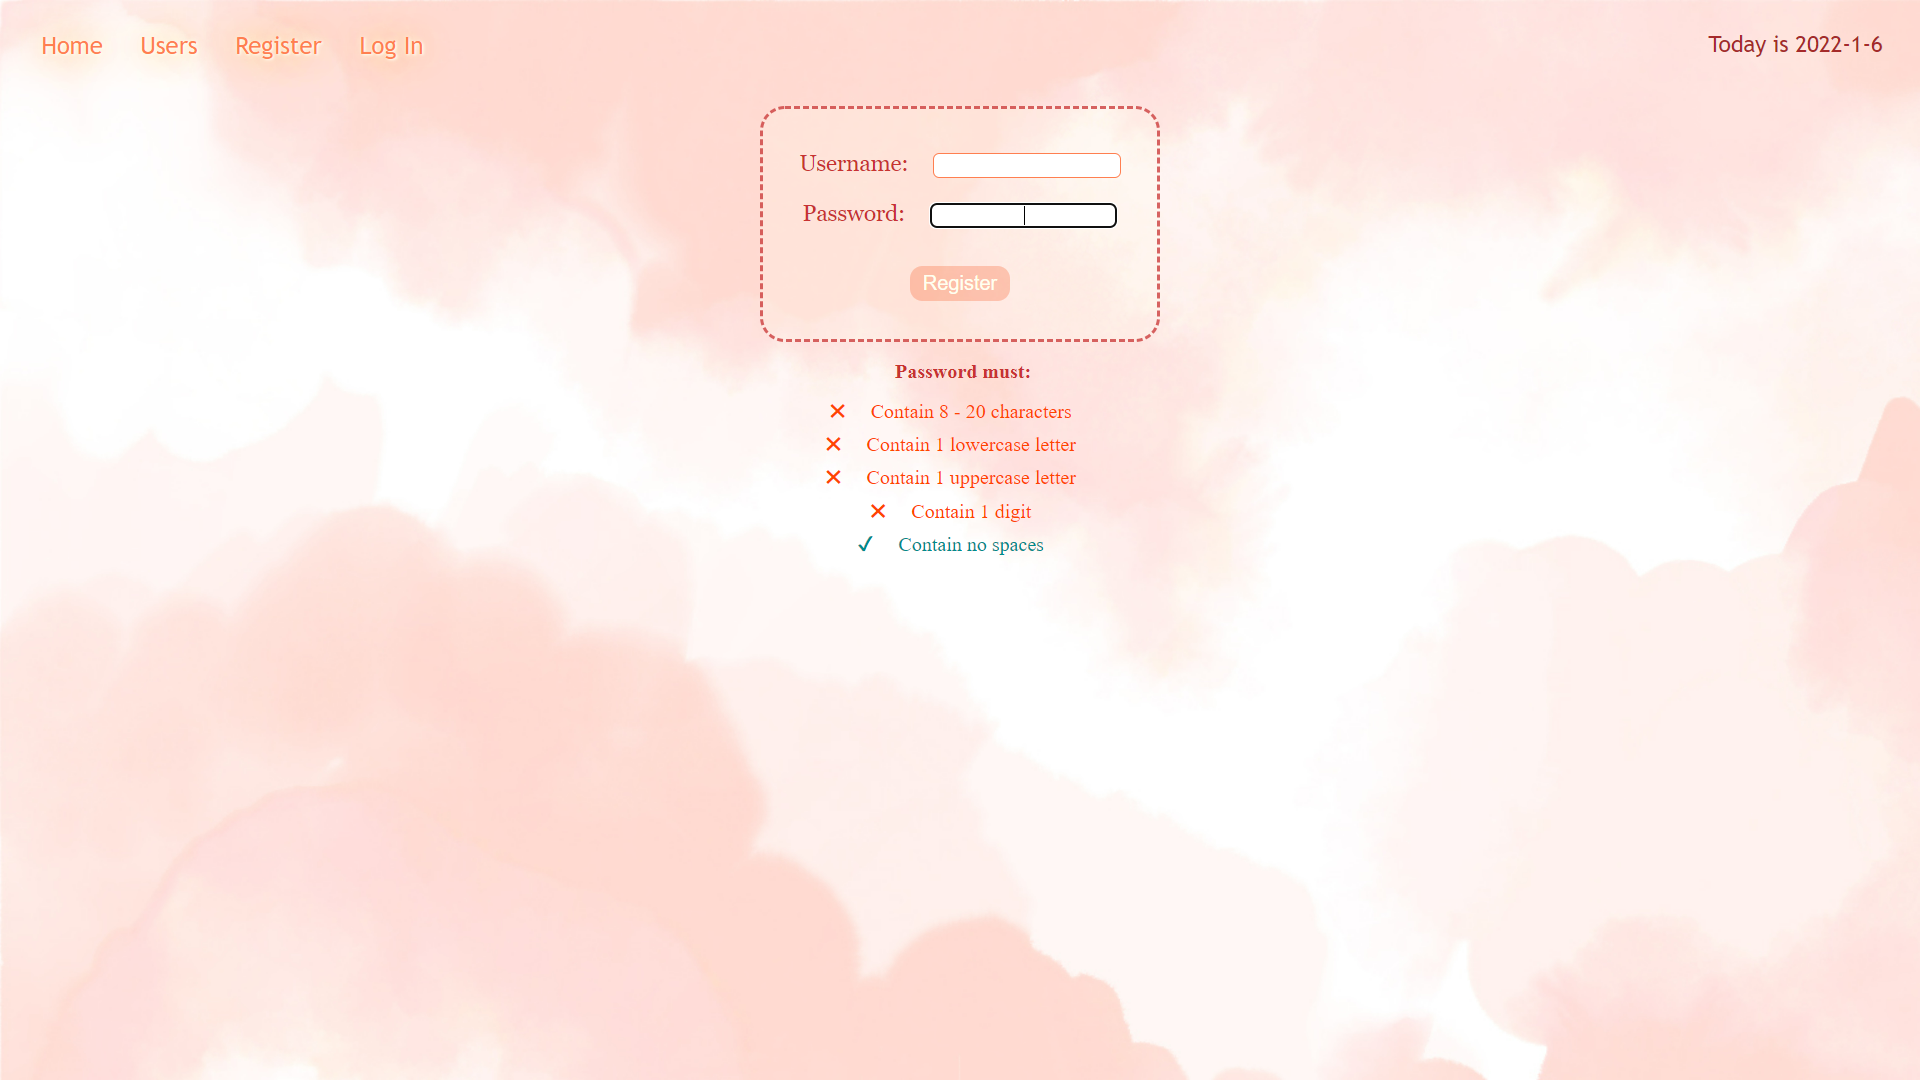 Home Users Register Log In Today is 2022-1-6
Username:
Password:
Register
Password must:
✕ Contain 8 - 20 characters
✕ Contain 1 lowercase letter
✕ Contain 1 uppercase letter
✕ Contain 1 digit
✓ Contain no spaces